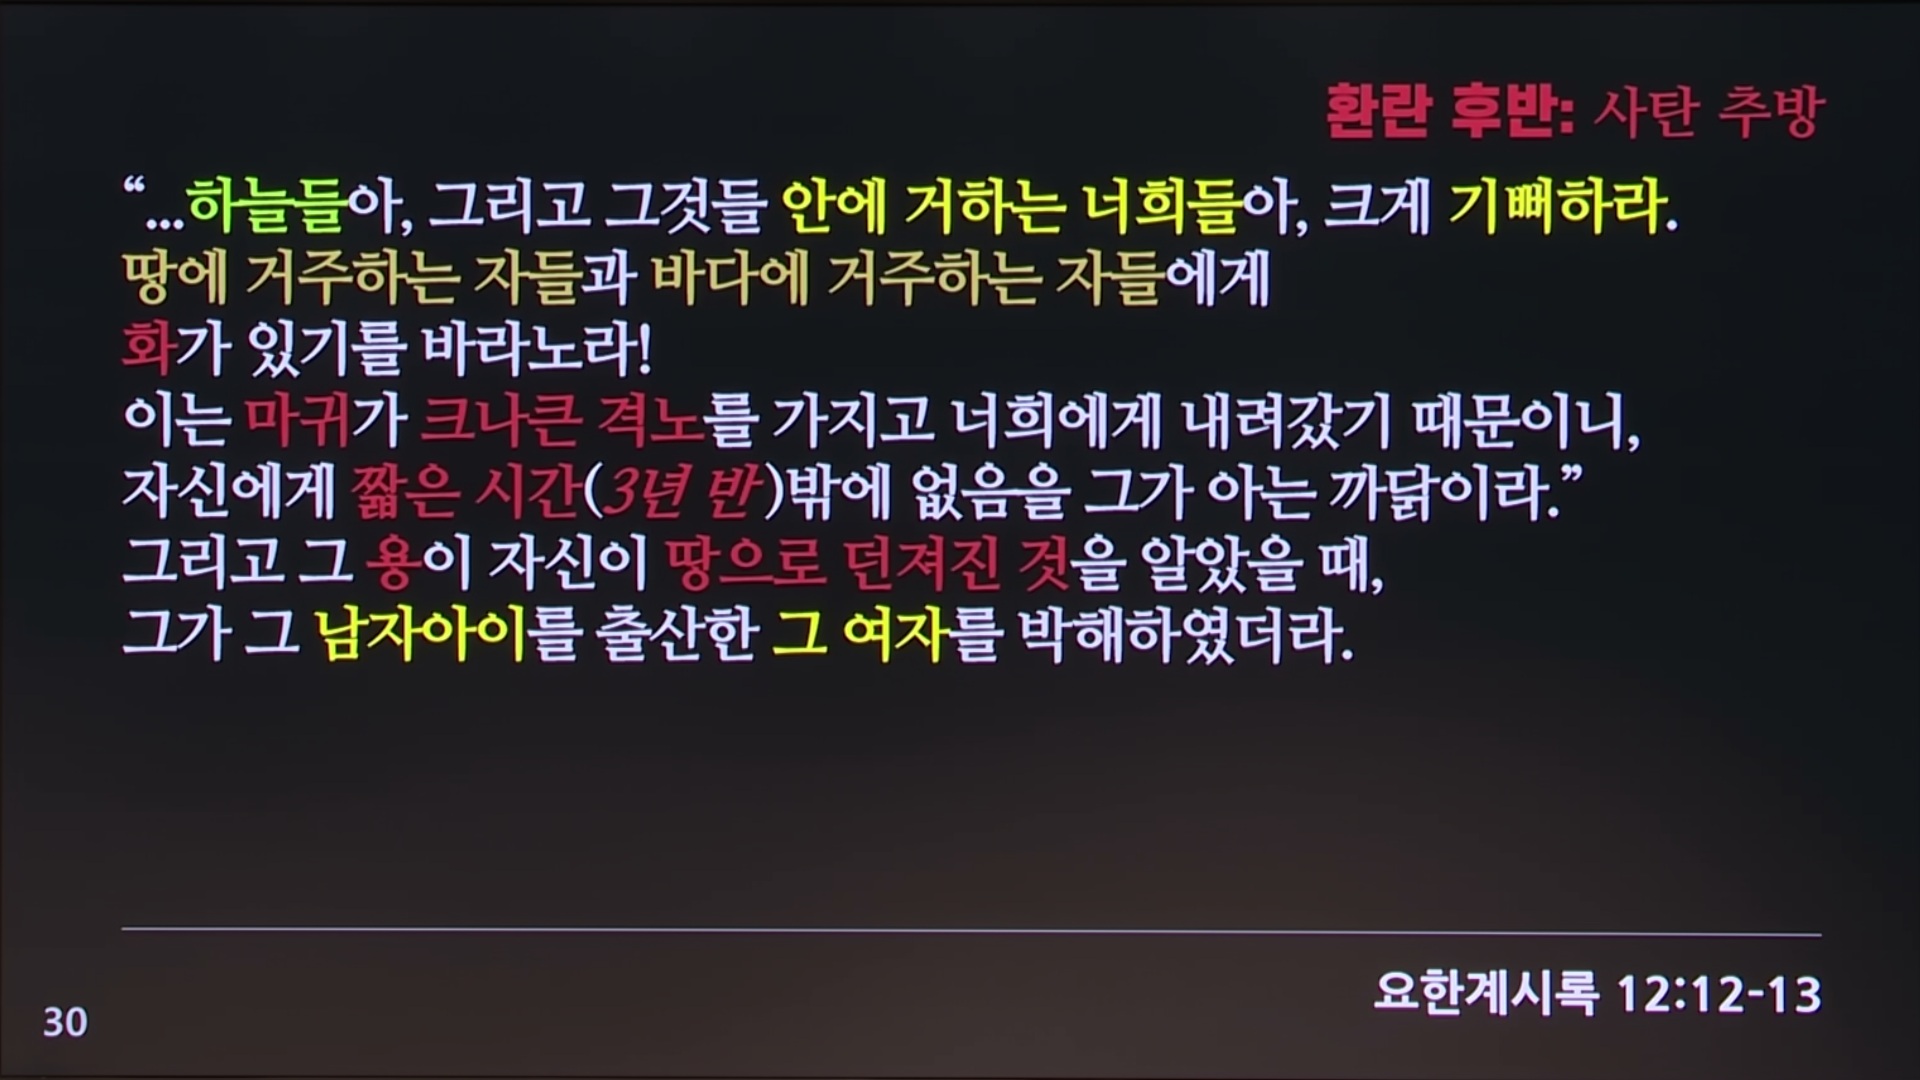 환란 후반: 사탄 추방
“...하늘들아, 그리고 그것들 안에 거하는 너희들아, 크게 기뻐하라.
땅에 거주하는 자들과 바다에 거주하는 자들에게
화가 있기를 바라노라!
이는 마귀가 크나큰 격노를 가지고 너희에게 내려갔기 때문이니,
자신에게 짧은 시간(3년 반)밖에 없음을 그가 아는 까닭이라.”
그리고 그 용이 자신이 땅으로 던져진 것을 알았을 때,
그가 그 남자아이를 출산한 그 여자를 박해하였더라.
요한계시록 12:12-13
30